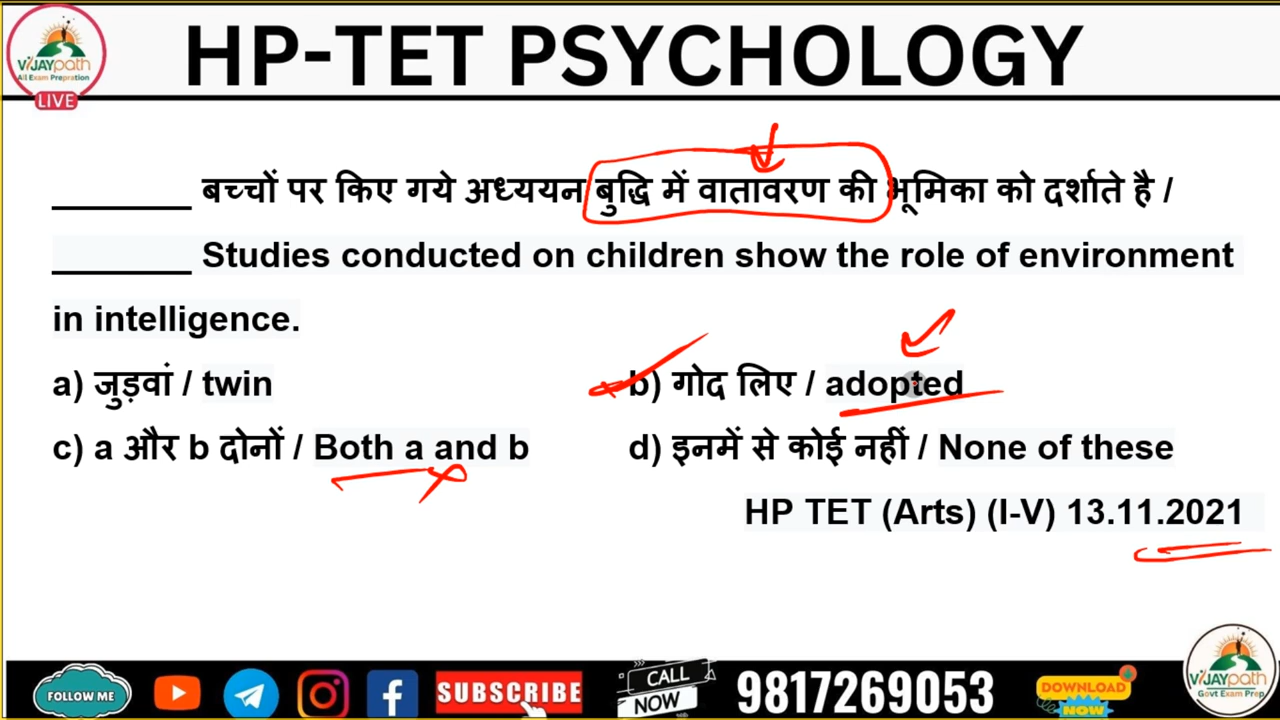 VIJAYpath
All Exam Prepration
LIVE
HP-TET PSYCHOLOGY
________ बच्चों पर किए गये अध्ययन बुद्धि में वातावरण की भूमिका को दर्शाते है /
________ Studies conducted on children show the role of environment
in intelligence.
a) जुड़वां / twin
b) गोद लिए / adopted
c) a और b दोनों / Both a and b
d) इनमें से कोई नहीं / None of these
HP TET (Arts) (I-V) 13.11.2021
FOLLOW ME
SUBSCRIBE
CALL
NOW
9817269053
DOWNLOAD
NOW
VIJAYpath
Govt Exam Prep